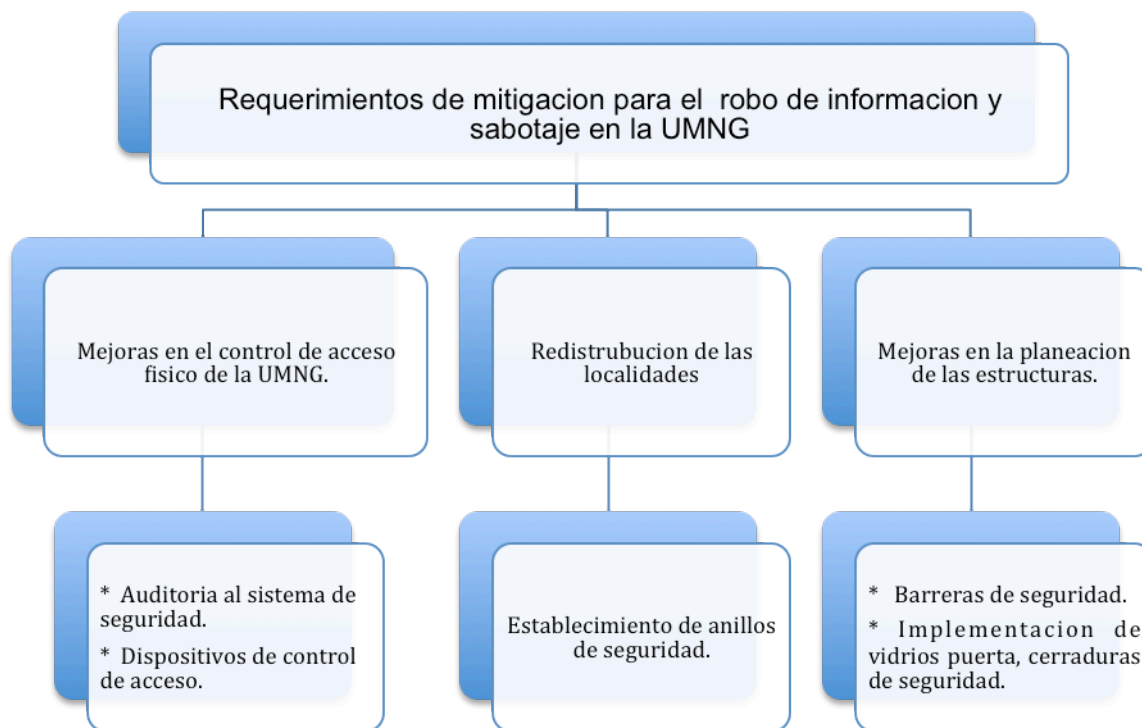 Requerimientos de mitigacion para el robo de informacion y
sabotaje en la UMNG
Mejoras en el control de acceso
fisico de la UMNG.
Redistrubucion de las
localidades
Mejoras en la planeacion
de las estructuras.
* Auditoria al sistema de
seguridad.
* Dispositivos de control
de acceso.
Establecimiento de anillos
de seguridad.
* Barreras de seguridad.
* Implementacion de
vidrios puerta, cerraduras
de seguridad.